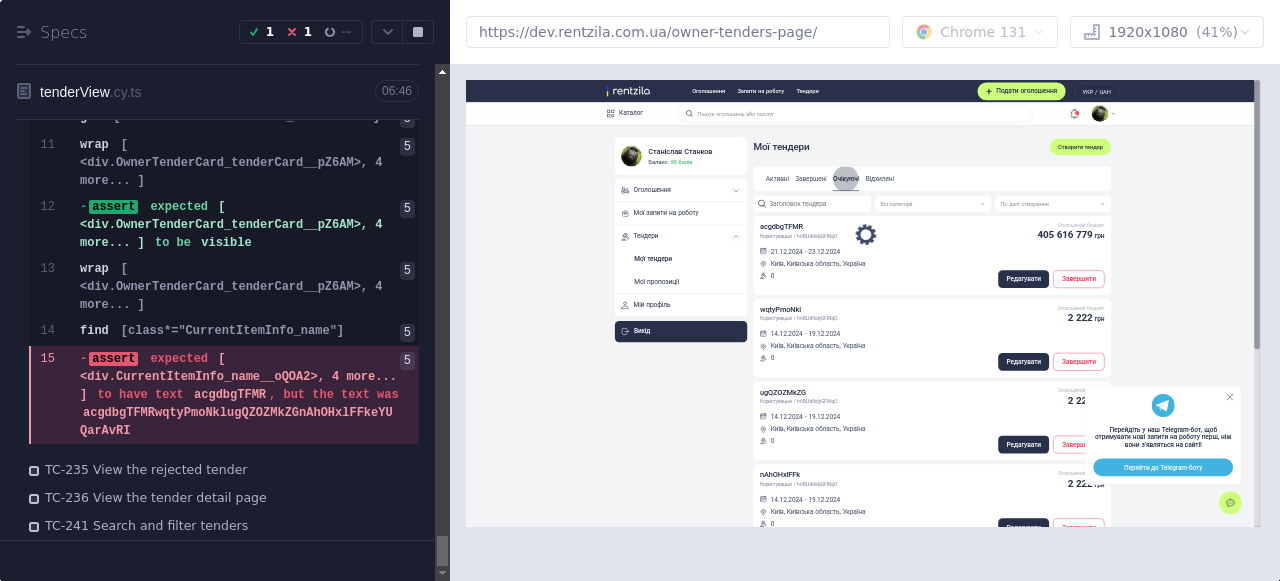 Specs
1
1
--
tenderView.cy.ts
06:46
11 wrap [
<div.OwnerTenderCard_tenderCard__pZ6AM>, 4
more... ]
5
12 -assert expected [
<div.OwnerTenderCard_tenderCard__pZ6AM>, 4
more... ] to be visible
5
13 wrap [
<div.OwnerTenderCard_tenderCard__pZ6AM>, 4
more... ]
5
14 find [class*="CurrentItemInfo_name"]
5
15 -assert expected [
<div.CurrentItemInfo_name__oQOA2>, 4 more...
] to have text acgdbgTFMR, but the text was
acgdbgTFMRwqtyPmoNklugQZOZMkZGnAhOHxlFFkeYU
QarAvRI
5
TC-235 View the rejected tender
TC-236 View the tender detail page
TC-241 Search and filter tenders
https://dev.rentzila.com.ua/owner-tenders-page/
Chrome 131
1920x1080 (41%)
rentzila
Оголошення
Запити на роботу
Тендери
Подати оголошення
УКР / UAH
Каталог
Пошук оголошень або послуг
Станіслав Станков
Баланс: 90 балів
Оголошення
Мої запити на роботу
Тендери
Мої тендери
Мої пропозиції
Мій профіль
Вихід
Мої тендери
Створити тендер
Активні
Завершені
Очікуючі
Відхилені
Заголовок тендера
Всі категорії
По даті створення
acgdbgTFMR
405 616 779 грн
21.12.2024 - 23.12.2024
Київ, Київська область, Україна
0
Редагувати
Завершити
wqtyPmoNkl
2 222 грн
14.12.2024 - 19.12.2024
Київ, Київська область, Україна
0
Редагувати
Завершити
ugQZOZMkZG
2 22
14.12.2024 - 19.12.2024
Київ, Київська область, Україна
0
Редагувати
nAhOHxlFFk
2 222 грн
14.12.2024 - 19.12.2024
Київ, Київська область, Україна
0
Редагувати
Завершити
Перейдіть у наш Telegram-бот, щоб
отримувати нові запити на роботу перш, ніж
вони з'являться на сайті!
Перейти до Telegram-боту